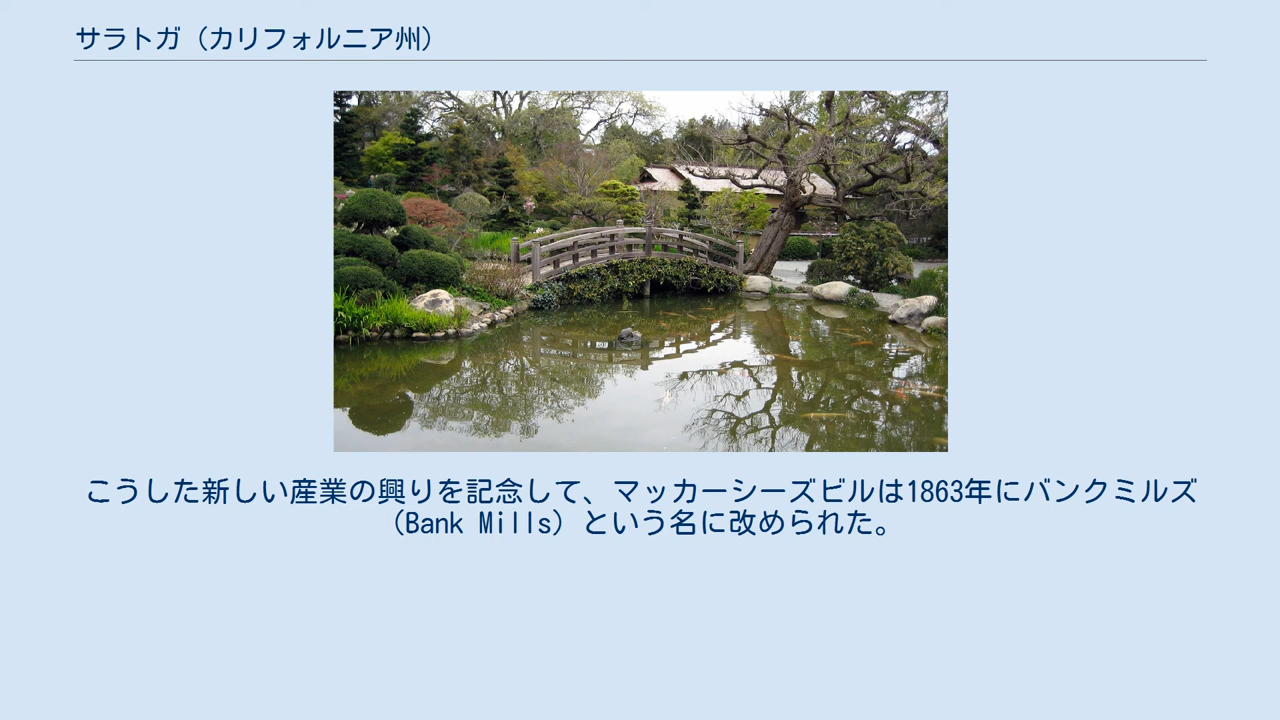 サラトガ（カリフォルニア州）
こうした新しい産業の興りを記念して、マッカーシーズビルは1863年にバンクミルズ
（Bank Mills）という名に改められた。